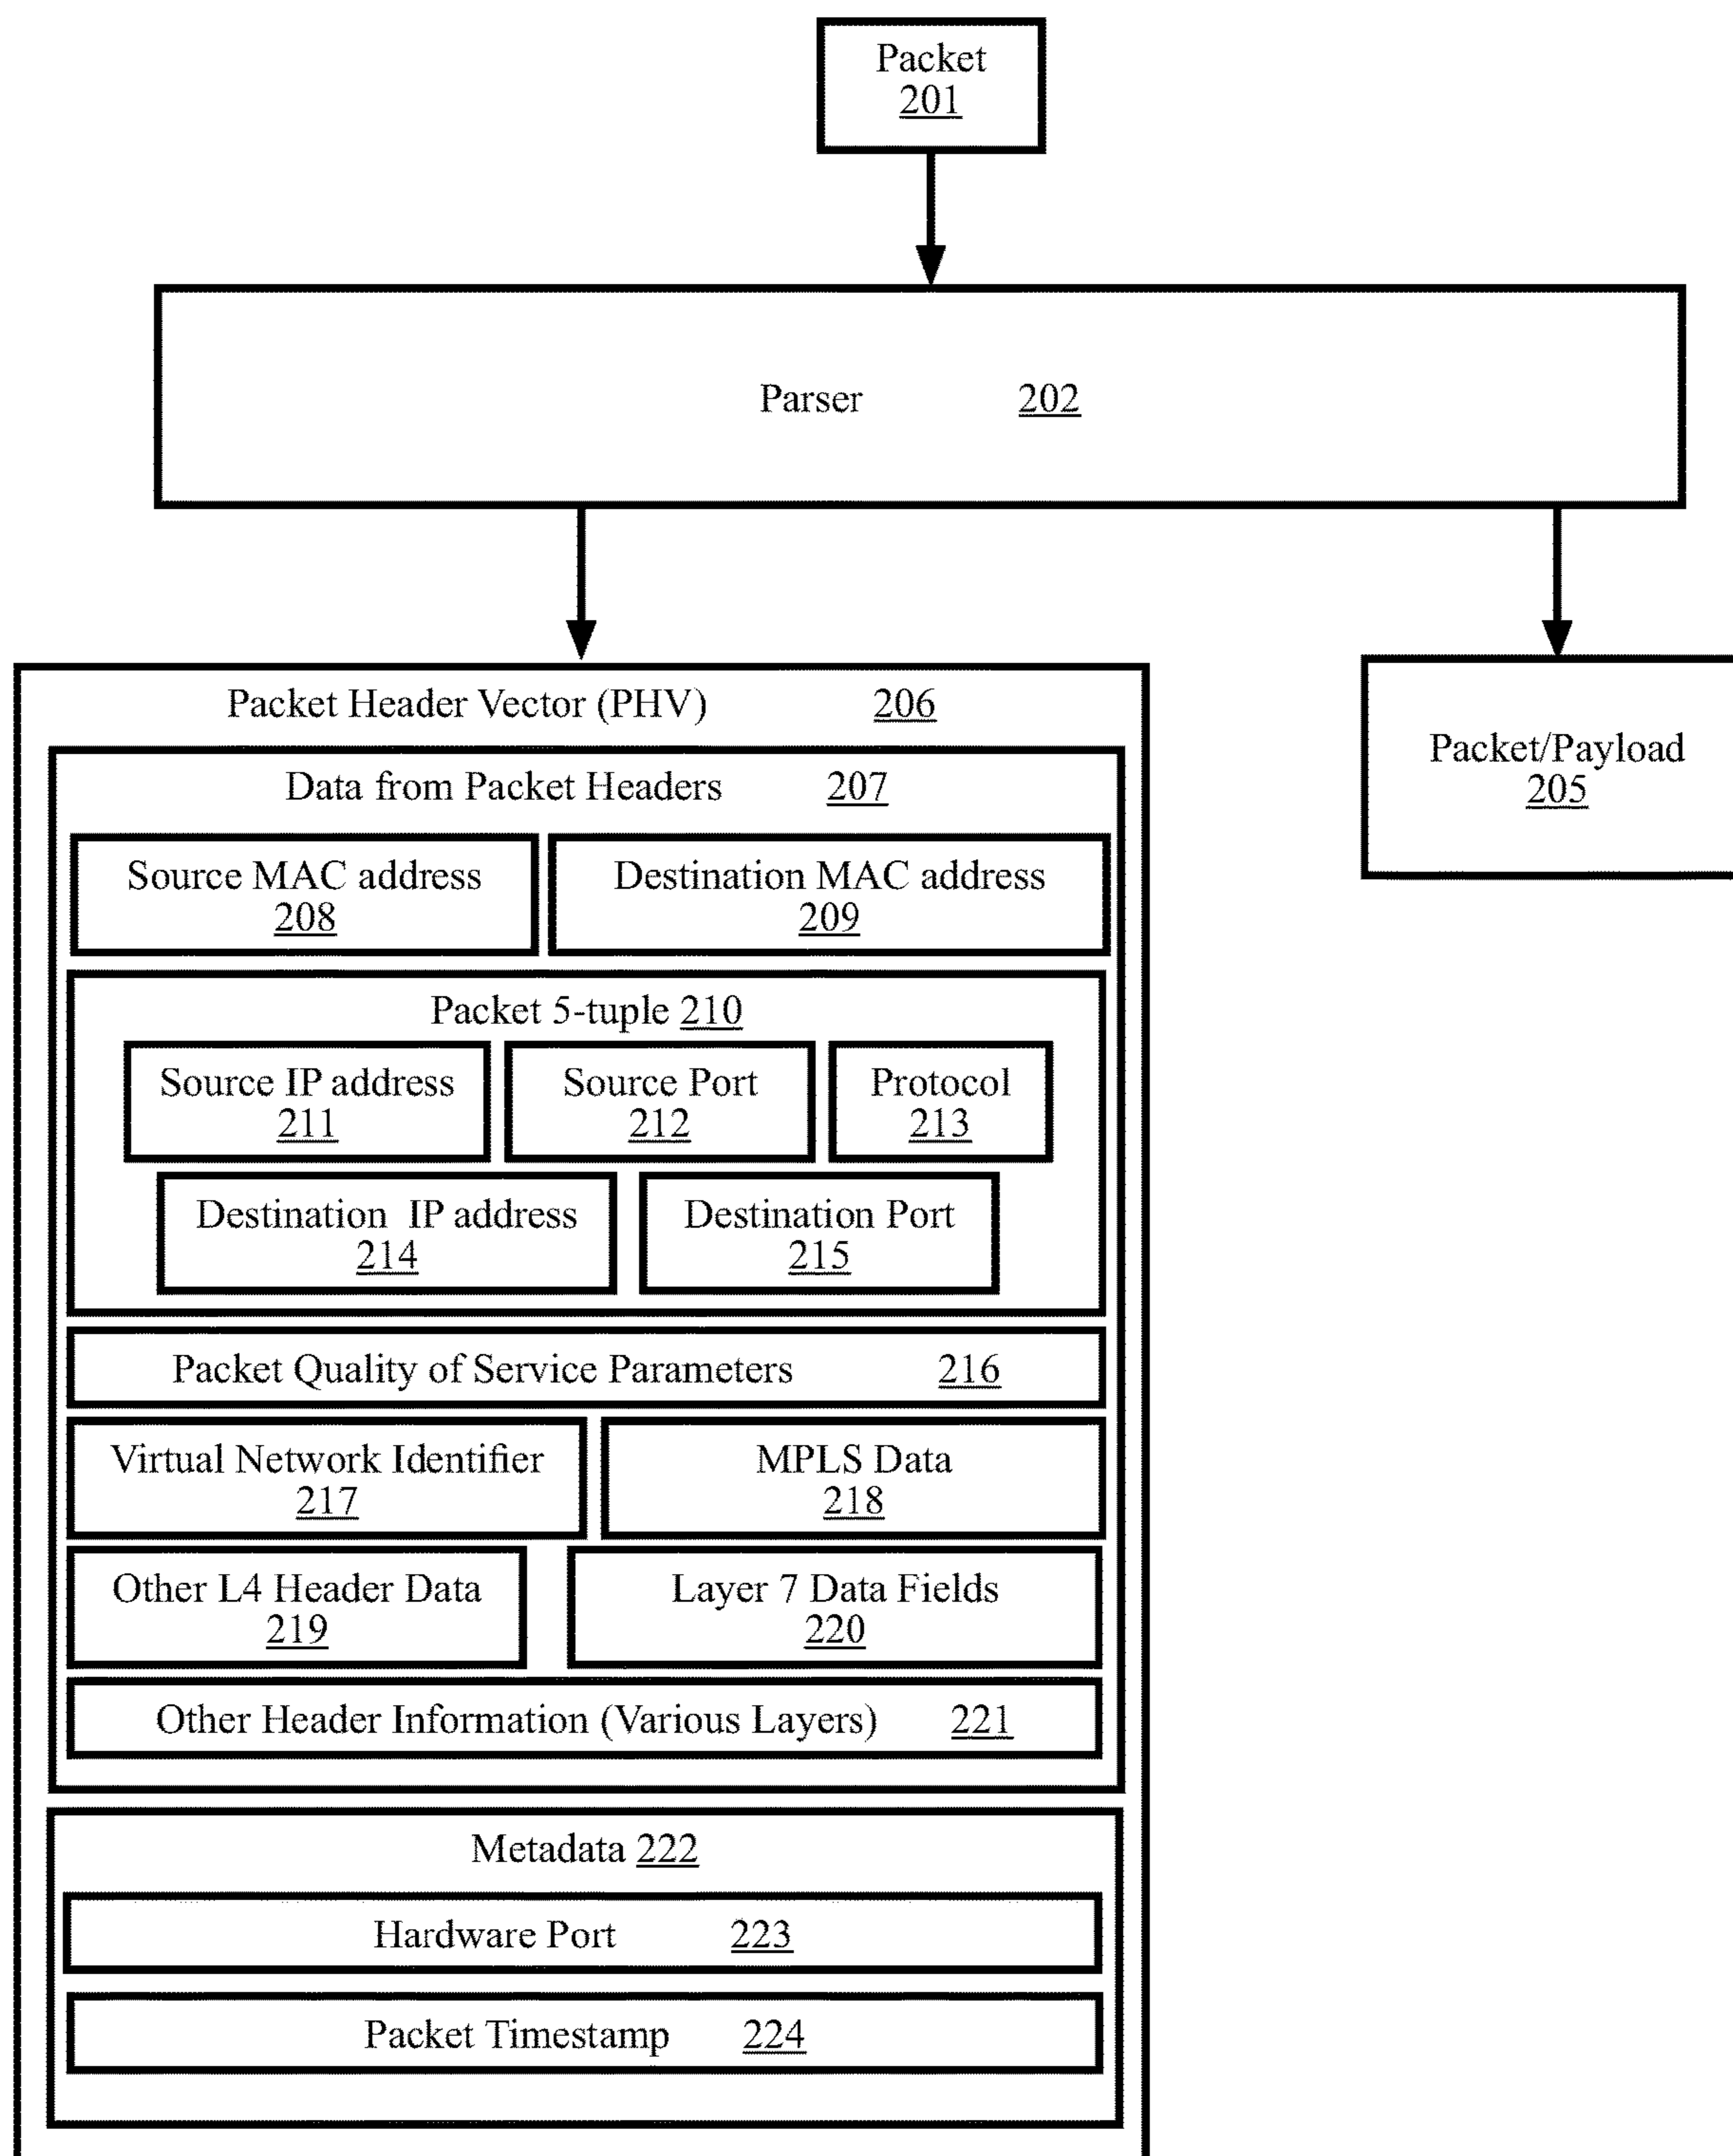 Packet
201
Parser 202
Packet Header Vector (PHV) 206
Data from Packet Headers 207
Source MAC address
208
Destination MAC address
209
Packet 5-tuple 210
Source IP address
211
Source Port
212
Protocol
213
Destination IP address
214
Destination Port
215
Packet Quality of Service Parameters 216
Virtual Network Identifier
217
MPLS Data
218
Other L4 Header Data
219
Layer 7 Data Fields
220
Other Header Information (Various Layers) 221
Metadata 222
Hardware Port 223
Packet Timestamp 224
Packet/Payload
205